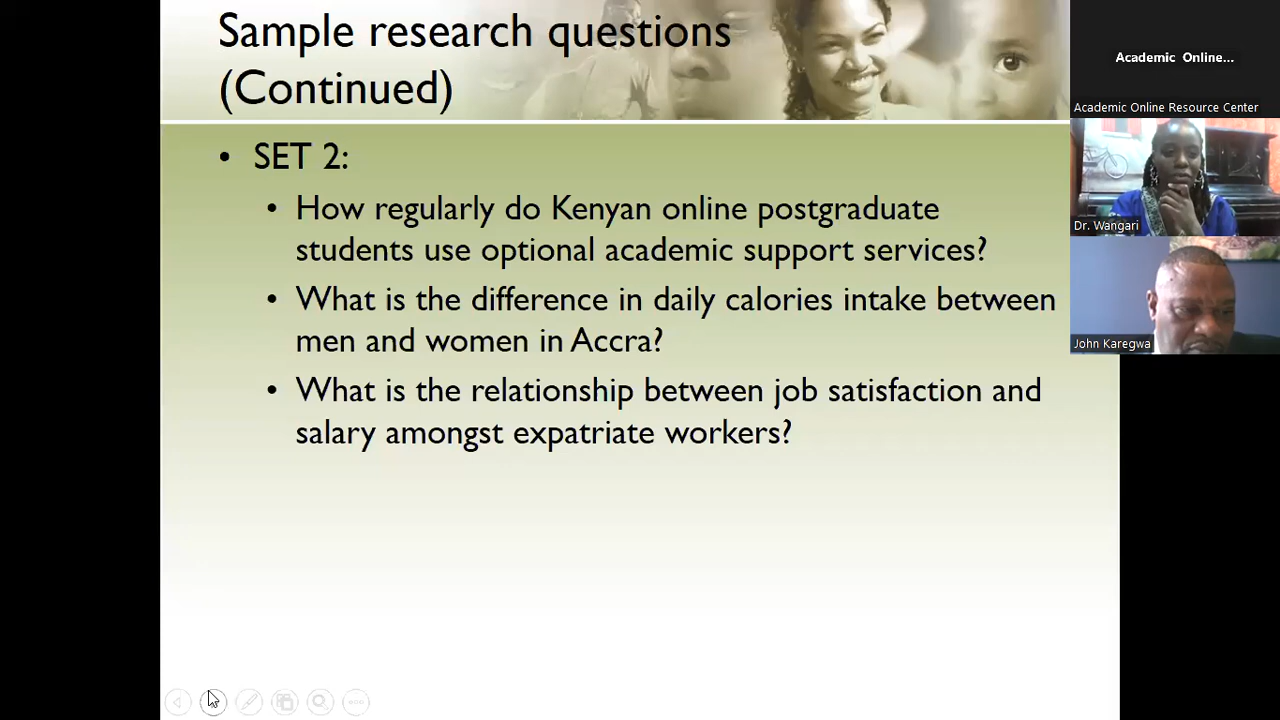 Sample research questions
(Continued)
• SET 2:
• How regularly do Kenyan online postgraduate
students use optional academic support services?
• What is the difference in daily calories intake between
men and women in Accra?
• What is the relationship between job satisfaction and
salary amongst expatriate workers?
Academic Online...
Academic Online Resource Center
Dr. Wangari
John Karegwa